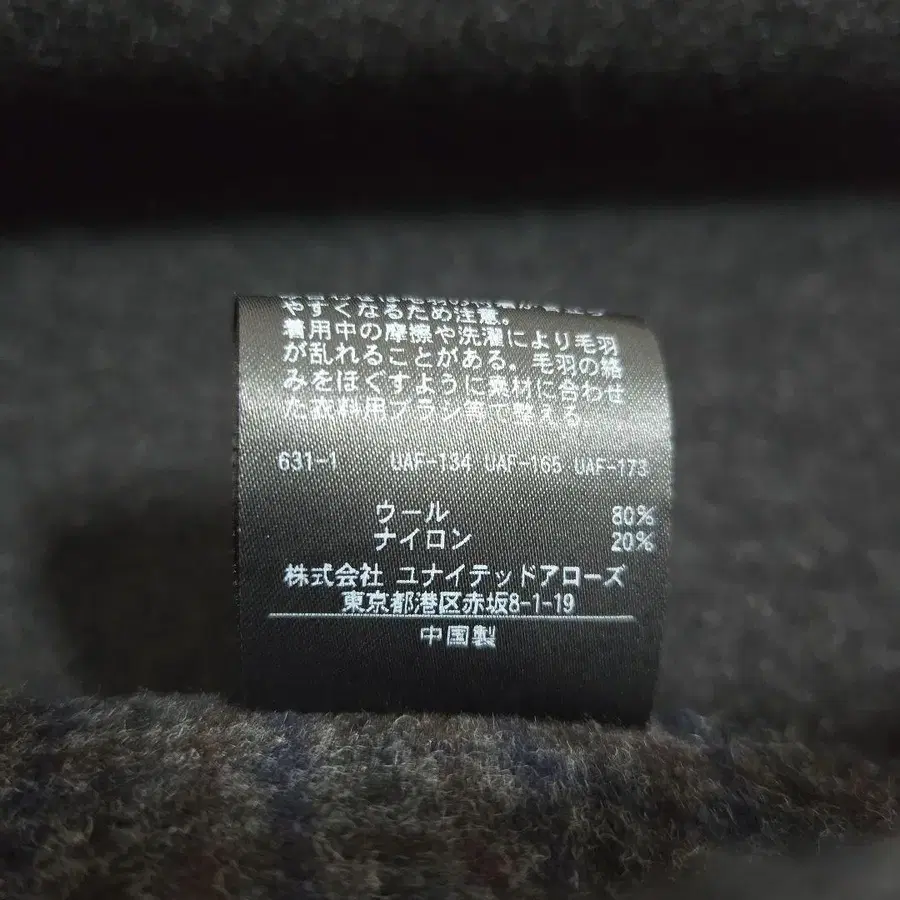 やすくなるため注意。
着用中の摩擦や洗濯により毛羽
が乱れることがある。毛羽の絡
みをほぐすように素材に合わせ
た衣料用ブラシ等で整える。
631-1 UAF-134 UAF-165 UAF-173
ウール 80%
ナイロン 20%
株式会社 ユナイテッドアローズ
東京都港区赤坂8-1-19
中国製